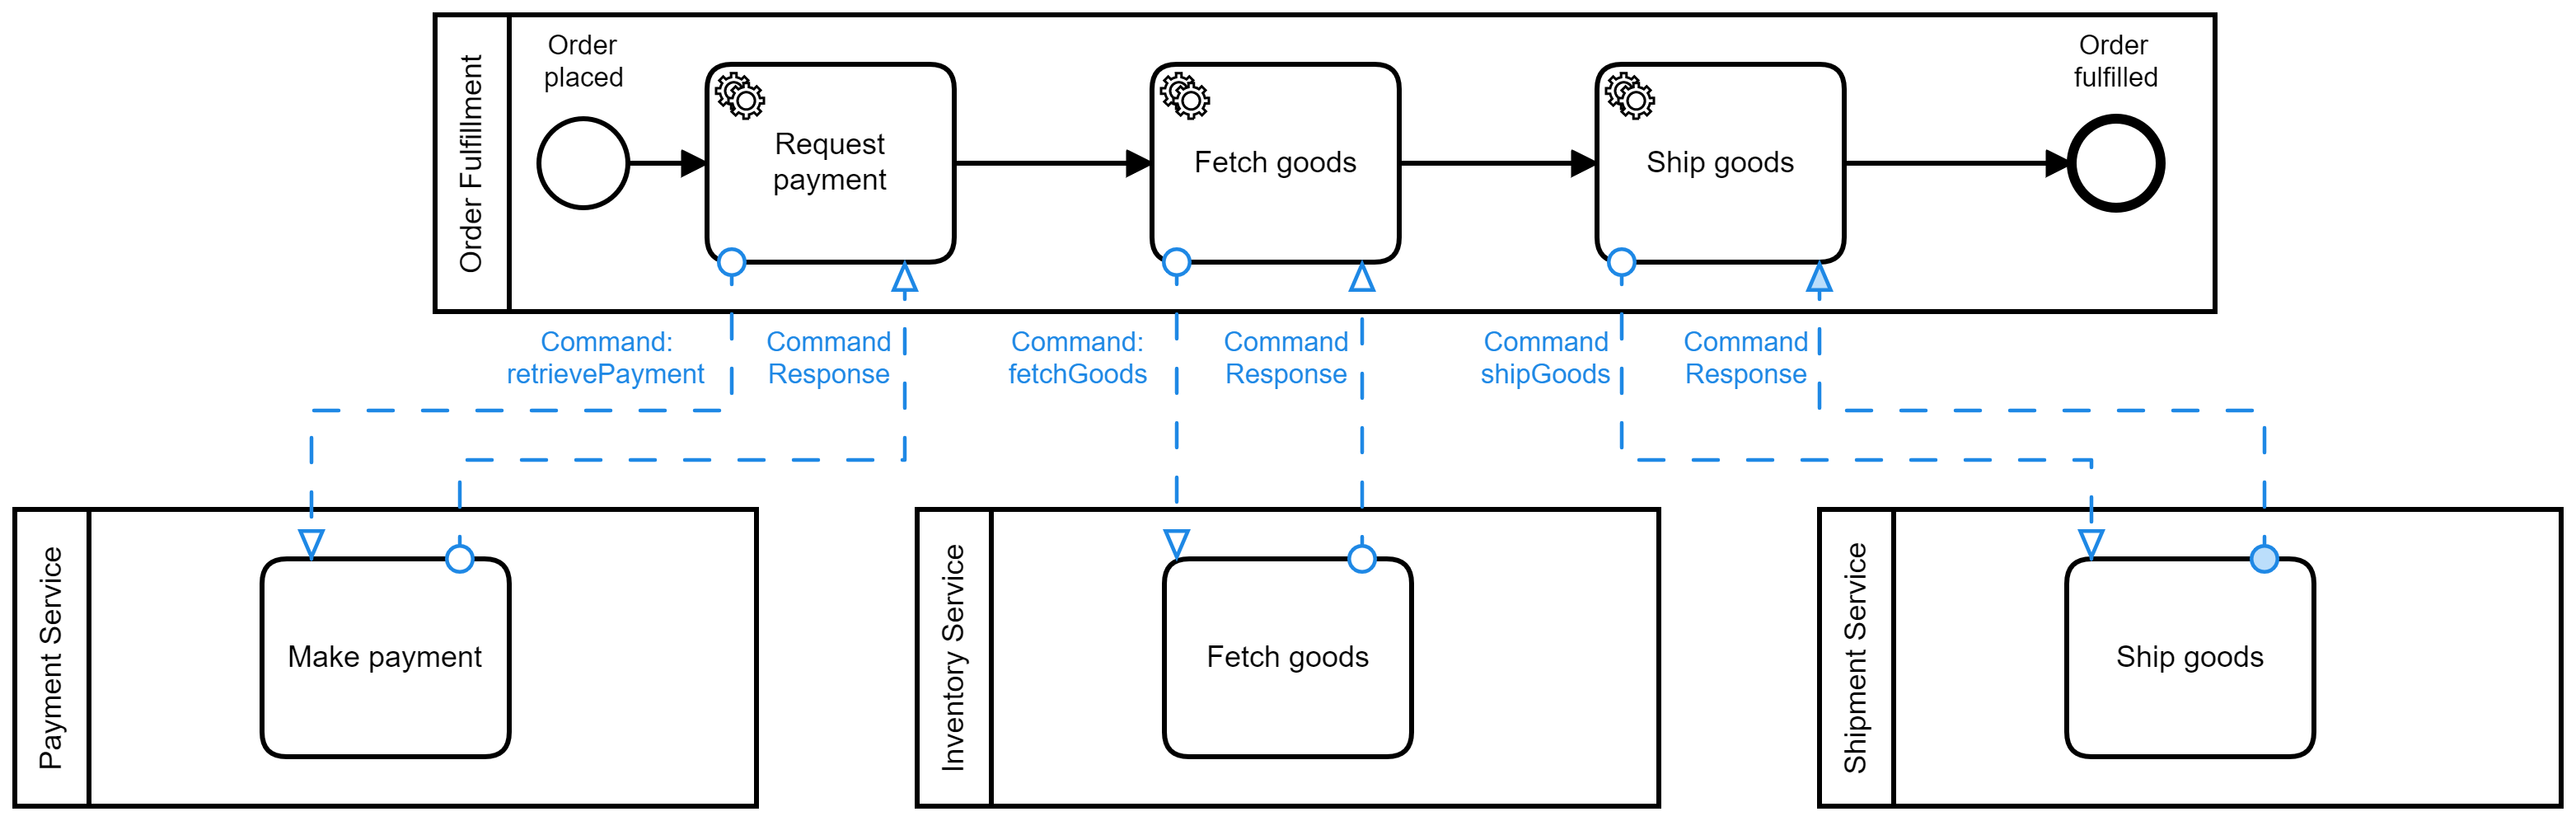 Order Fulfillment
Order
placed
Request
payment
Fetch goods
Ship goods
Order
fulfilled
Command:
retrievePayment
Command
Response
Command:
fetchGoods
Command
Response
Command
shipGoods
Command
Response
Payment Service
Make payment
Inventory Service
Fetch goods
Shipment Service
Ship goods